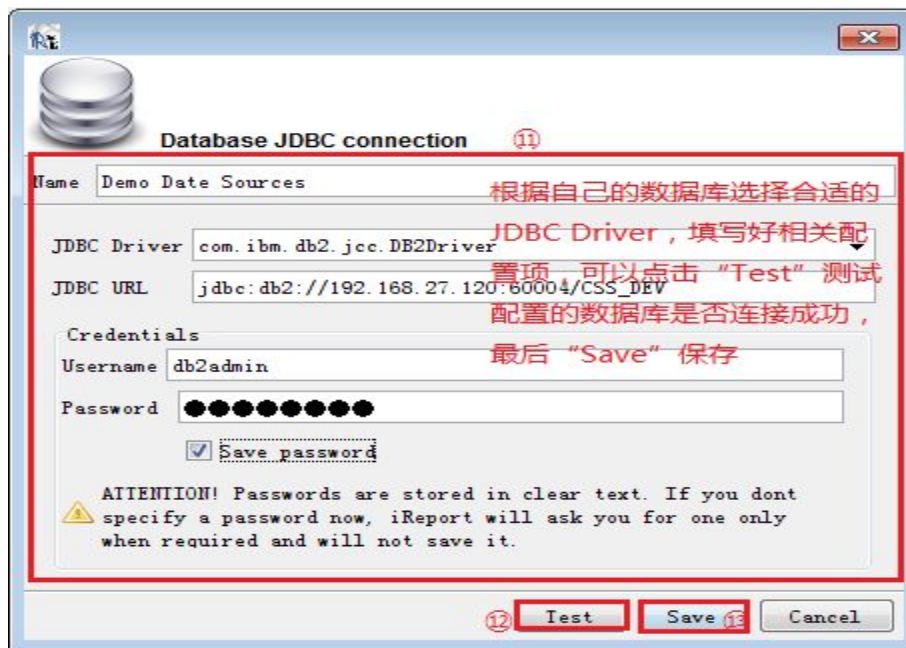 iRe
Database JDBC connection ⑪
Name Demo Date Sources
根据自己的数据库选择合适的
JDBC Driver,填写好相关配
置项,可以点击“Test”测试
配置的数据库是否连接成功,
最后“Save”保存
JDBC Driver com.ibm.db2.jcc.DB2Driver
JDBC URL jdbc:db2://192.168.27.120:60004/CSS_DEV
Credentials
Username db2admin
Password ●●●●●●●●
Save password
ATTENTION! Passwords are stored in clear text. If you dont
specify a password now, iReport will ask you for one only
when required and will not save it.
⑫ Test Save ⑬ Cancel